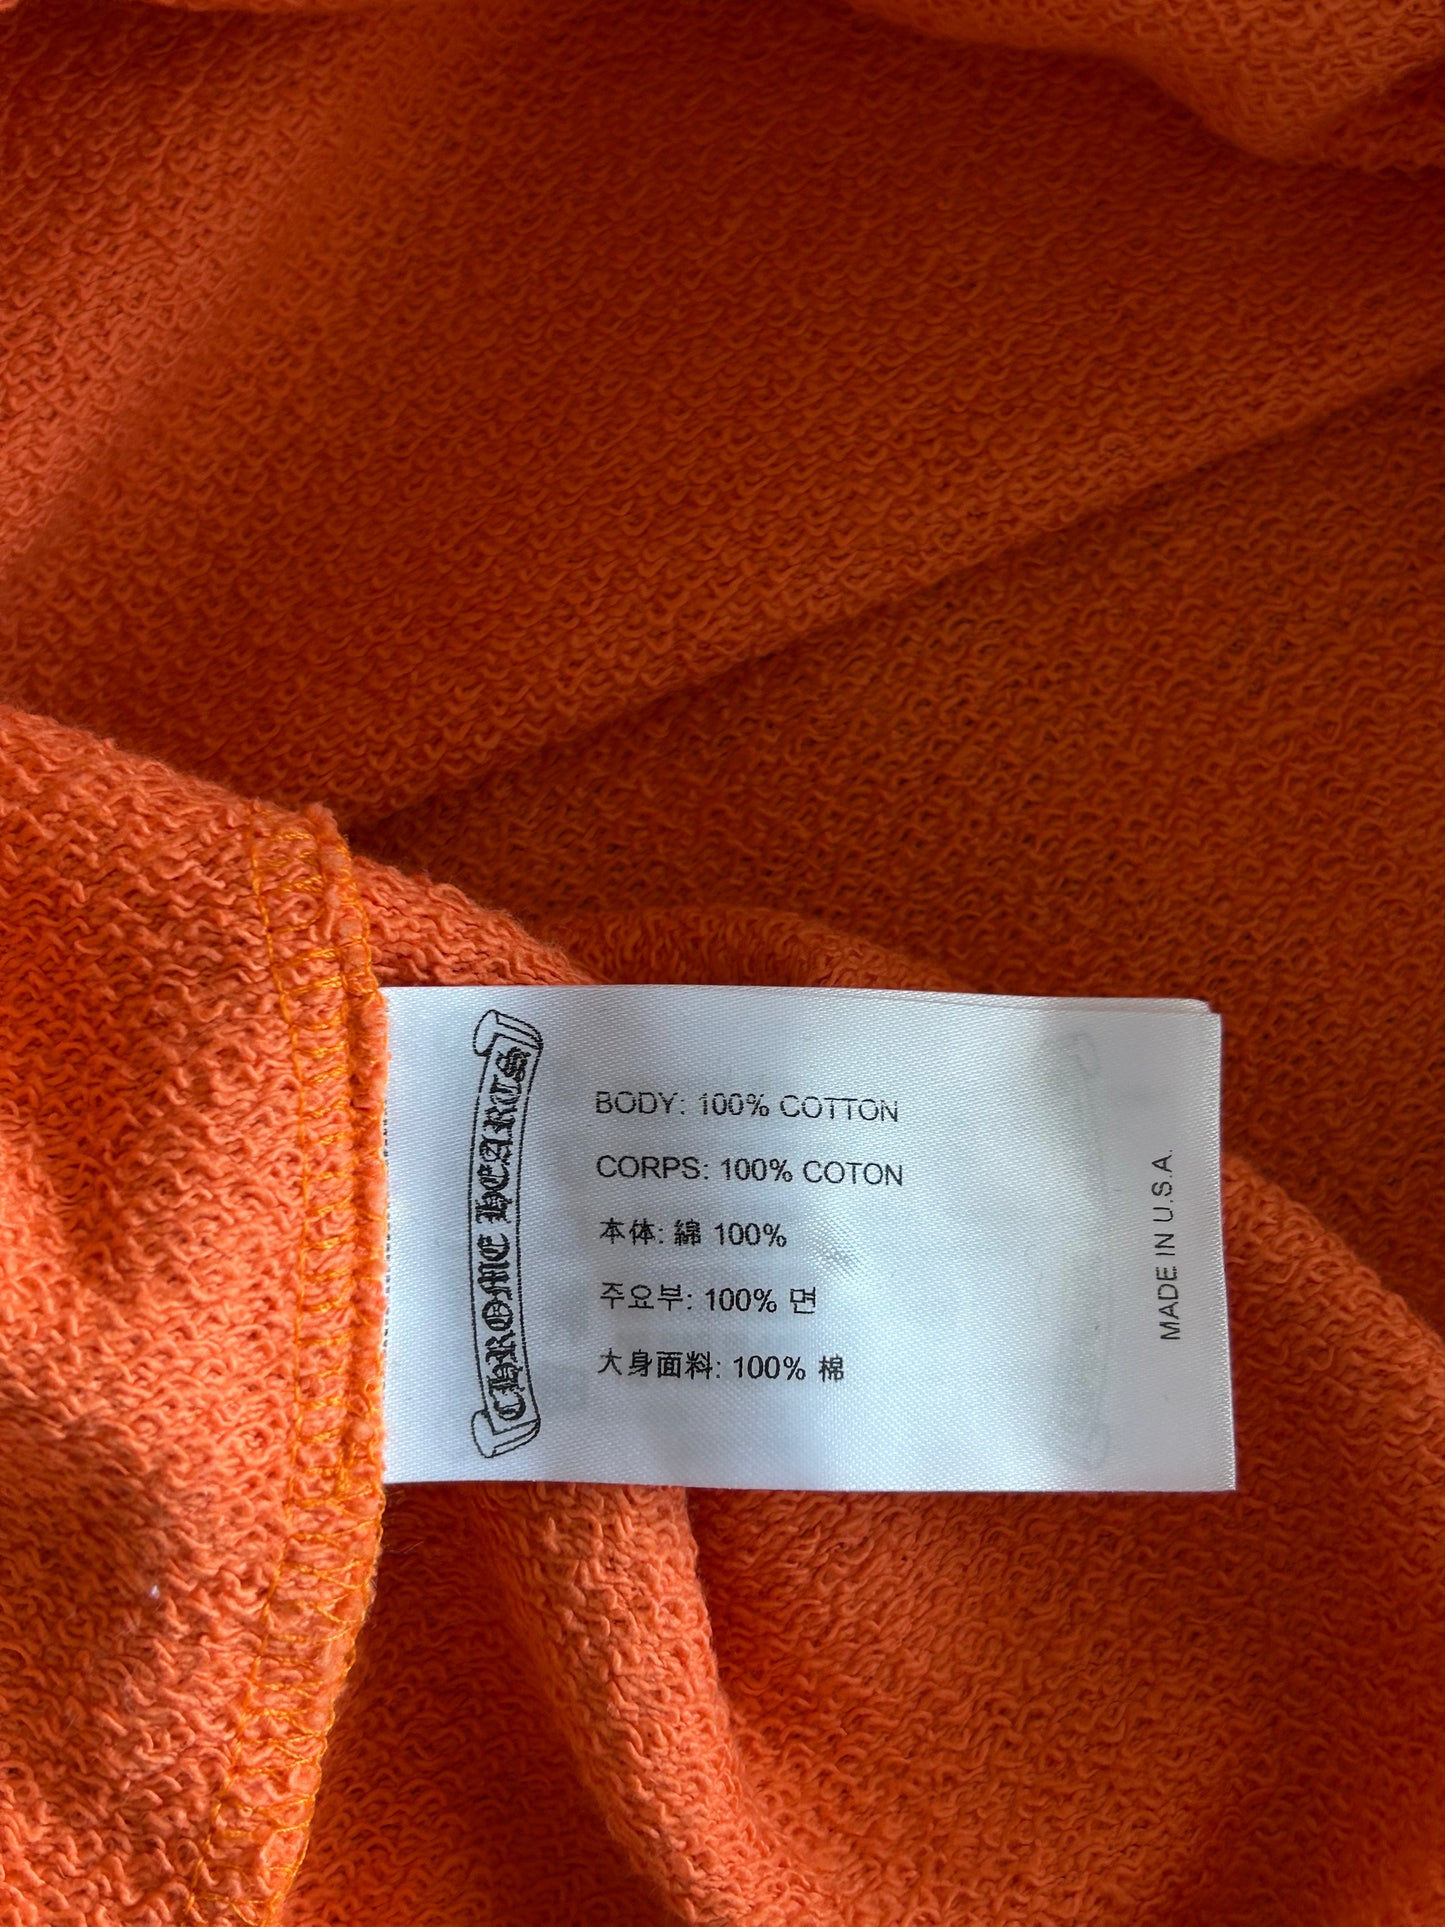 CHROME HEARTS
BODY: 100% COTTON
CORPS: 100% COTON
本体: 綿 100%
주요부: 100% 면
大身面料: 100% 棉
MADE IN U.S.A.